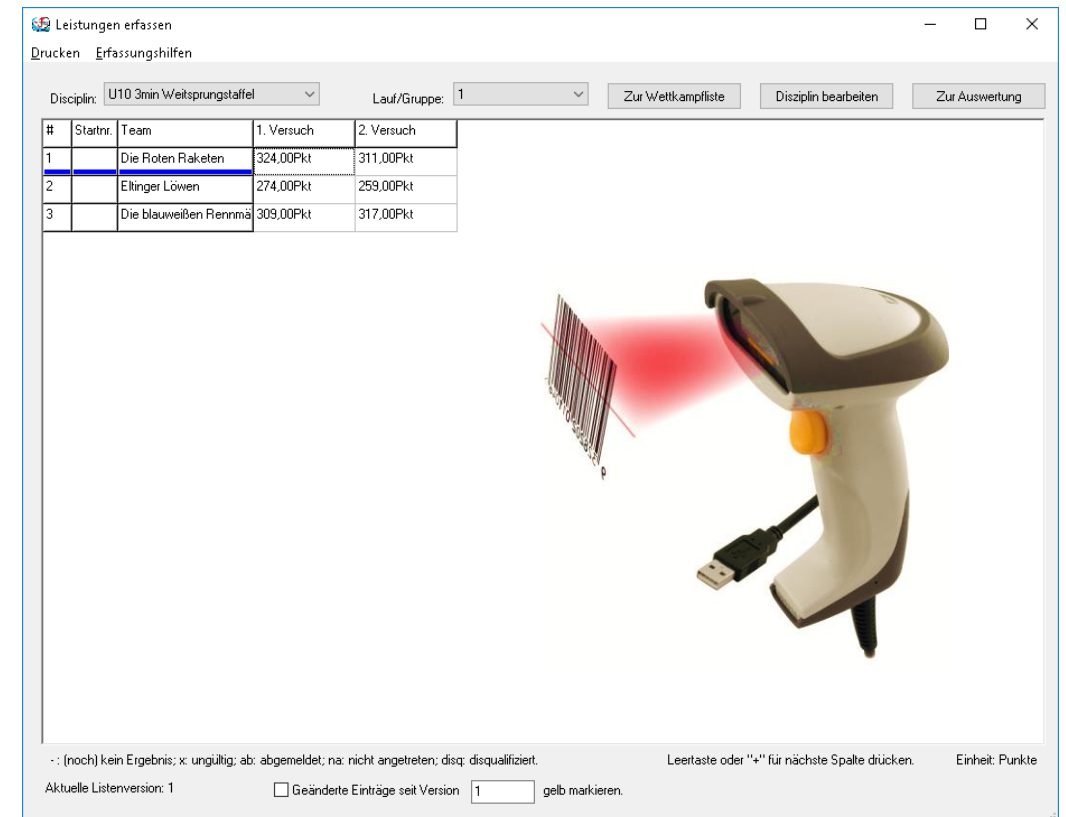 Leistungen erfassen
Drucken Erfassungshilfen
Disciplin: U10 3min Weitsprungstaffel Lauf/Gruppe: 1 Zur Wettkampfliste Disziplin bearbeiten Zur Auswertung
# Startnr. Team 1. Versuch 2. Versuch
1 Die Roten Raketen 324,00Pkt 311,00Pkt
2 Eltinger Löwen 274,00Pkt 259,00Pkt
3 Die blauweißen Rennmä 309,00Pkt 317,00Pkt
- : (noch) kein Ergebnis; x: ungültig; ab: abgemeldet; na: nicht angetreten; disq: disqualifiziert. Leertaste oder "+" für nächste Spalte drücken. Einheit: Punkte
Aktuelle Listenversion: 1 Geänderte Einträge seit Version 1 gelb markieren.